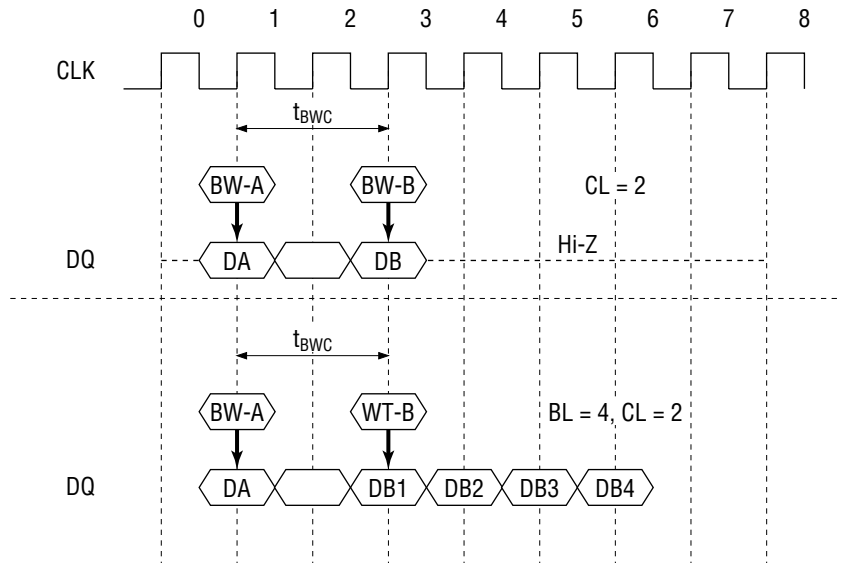 0 1 2 3 4 5 6 7 8
CLK
tBWC
BW-A BW-B CL = 2
DQ DA DB Hi-Z
tBWC
BW-A WT-B BL = 4, CL = 2
DQ DA DB1 DB2 DB3 DB4